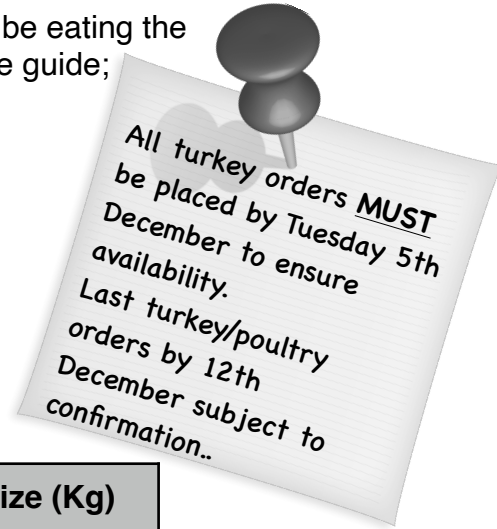 be eating the
e guide;
All turkey orders MUST
be placed by Tuesday 5th
December to ensure
availability.
Last turkey/poultry
orders by 12th
December subject to
confirmation..
ize (Kg)